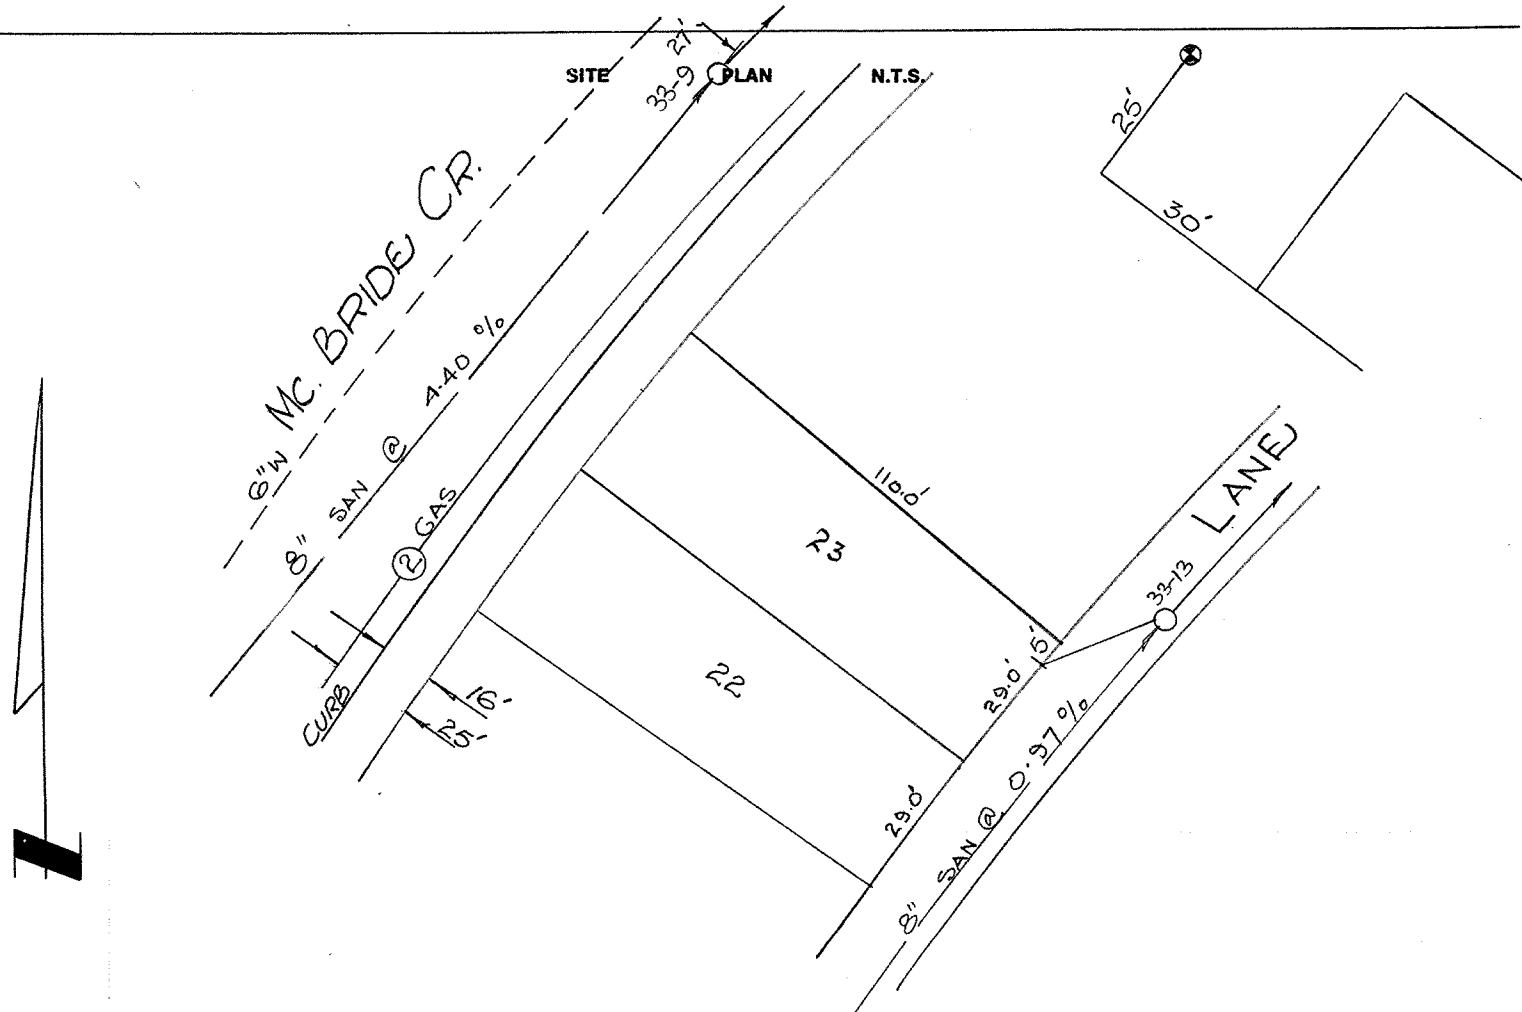 SITE PLAN N.T.S.
27'
33-9
25'
30'
MC. BRIDE CR.
6"W
8" SAN @ A-40 %
2 GAS
CURB
16'
25'
110.0'
23
22
29.0'
29.0'
5'
33-13
LANE
8" SAN @ 0.97 %